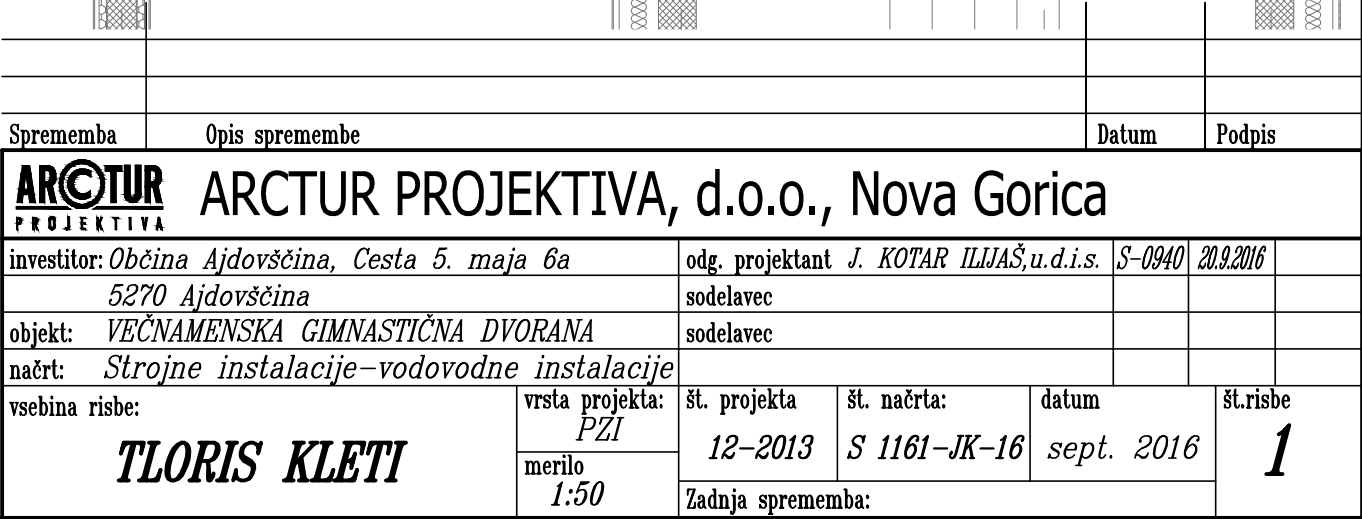 Sprememba Opis spremembe Datum Podpis
ARCTUR PROJEKTIVA ARCTUR PROJEKTIVA, d.o.o., Nova Gorica
investitor: Občina Ajdovščina, Cesta 5. maja 6a odg. projektant J. KOTAR ILIJAŠ,u.d.i.s. S-0940 20.9.2016
5270 Ajdovščina sodelavec
objekt: VEČNAMENSKA GIMNASTIČNA DVORANA sodelavec
načrt: Strojne instalacije-vodovodne instalacije
vsebina risbe: vrsta projekta: št. projekta št. načrta: datum št.risbe
PZI
TLORIS KLETI 12-2013 S 1161-JK-16 sept. 2016 1
merilo
1:50 Zadnja sprememba: